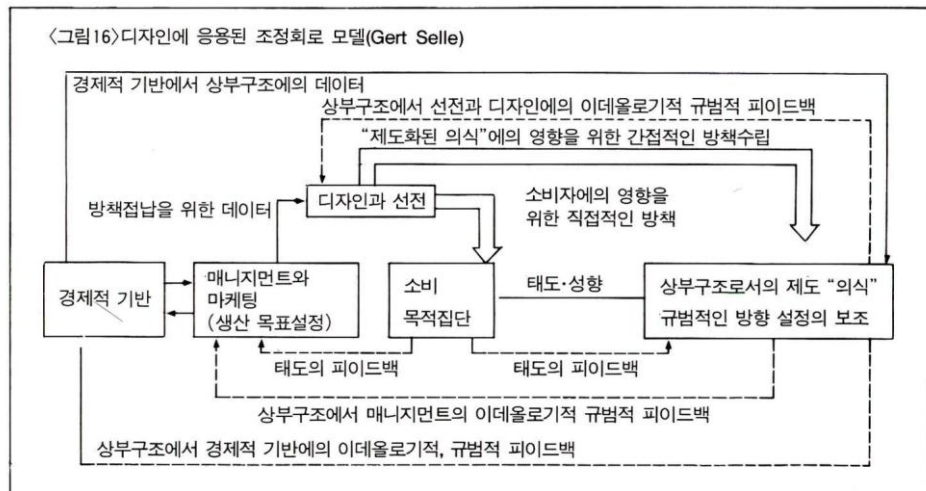 〈그림16〉디자인에 응용된 조정회로 모델(Gert Selle)
경제적 기반에서 상부구조에의 데이터
상부구조에서 선전과 디자인에의 이데올로기적 규범적 피이드백
“제도화된 의식”에의 영향을 위한 간접적인 방책수립
디자인과 선전
소비자에의 영향을
위한 직접적인 방책
방책접납을 위한 데이터
경제적 기반
매니지먼트와
마케팅
(생산 목표설정)
소비
목적집단
태도·성향
상부구조로서의 제도 “의식”
규범적인 방향 설정의 보조
태도의 피이드백
태도의 피이드백
상부구조에서 매니지먼트의 이데올로기적 규범적 피이드백
상부구조에서 경제적 기반에의 이데올로기적, 규범적 피이드백